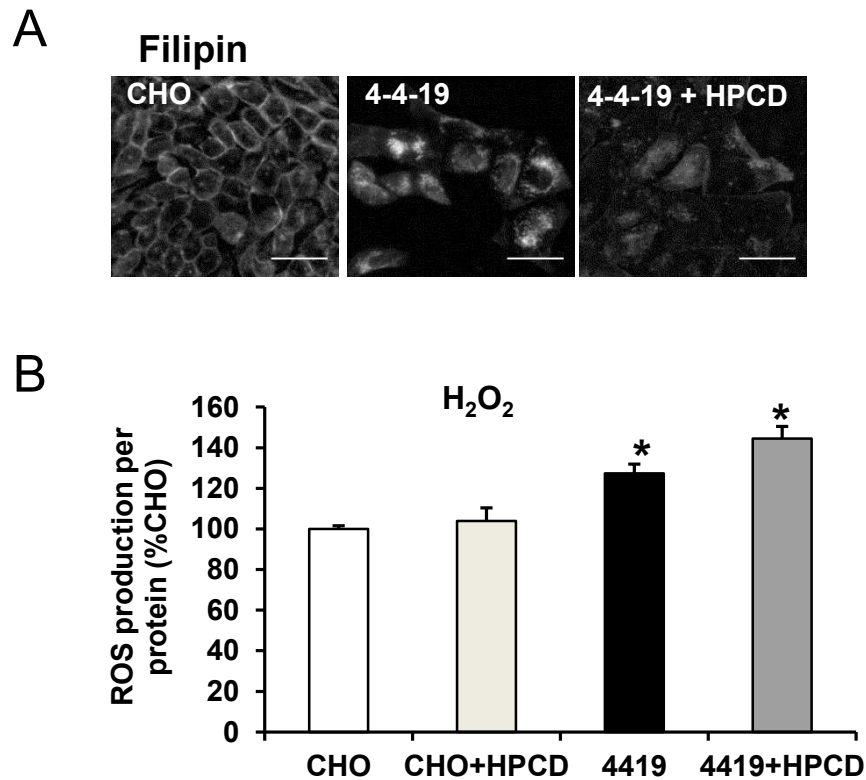 A
Filipin
CHO
4-4-19
4-4-19 + HPCD
B
H₂O₂
ROS production per
protein (%CHO)
160
140
120
100
80
60
40
20
0
*
*
CHO
CHO+HPCD
4419
4419+HPCD